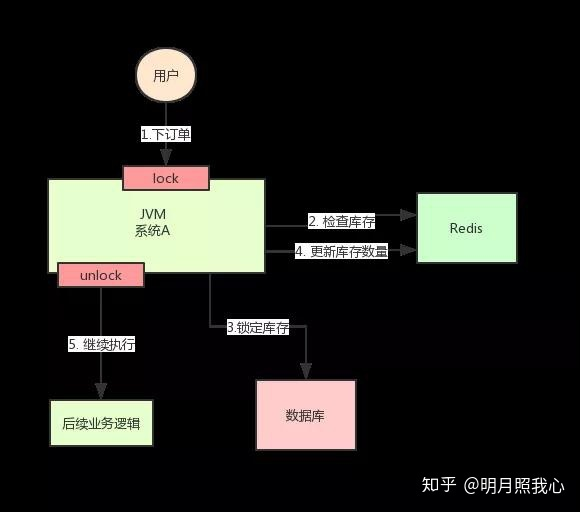 用户
1.下订单
lock
JVM
系统A
2. 检查库存
Redis
4. 更新库存数量
unlock
3.锁定库存
5. 继续执行
后续业务逻辑
数据库
知乎 @明月照我心